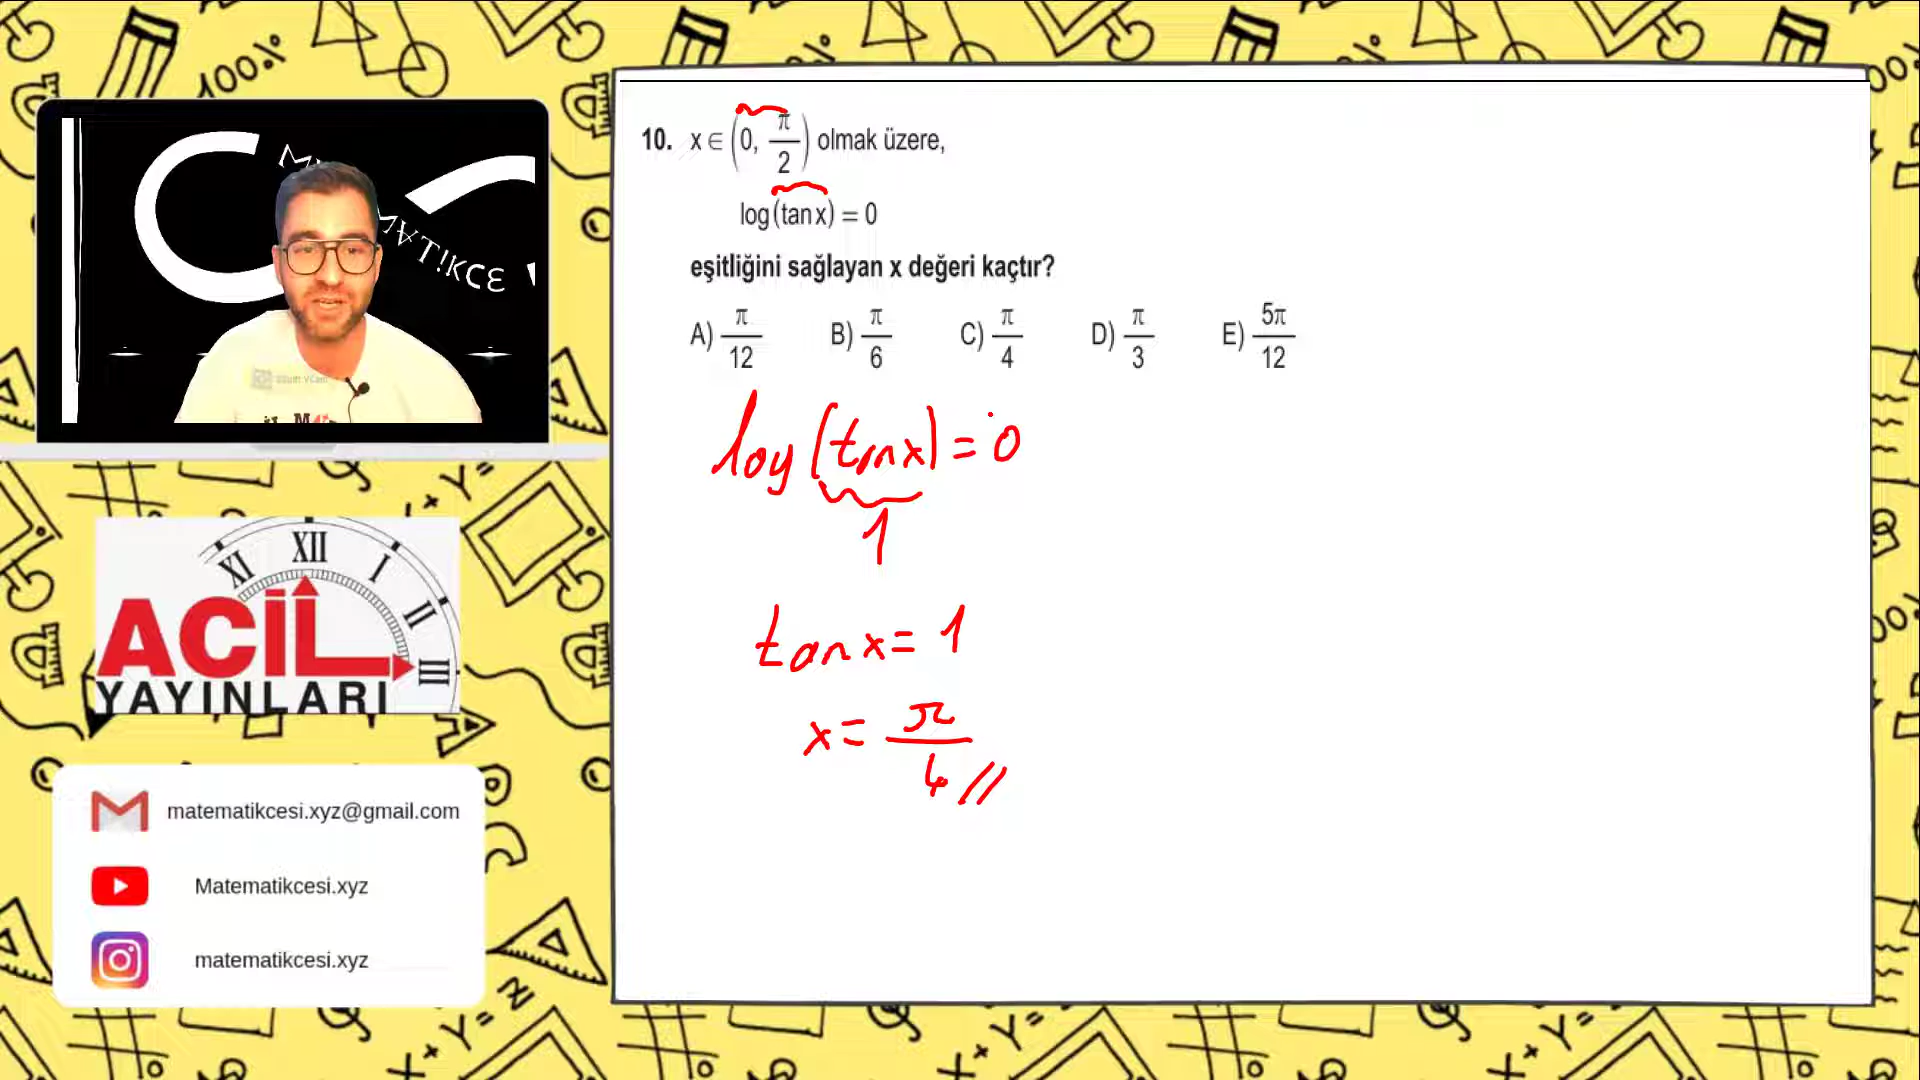 10. x ∈ (0, π/2) olmak üzere,
log(tanx) = 0
eşitliğini sağlayan x değeri kaçtır?
A) π/12 B) π/6 C) π/4 D) π/3 E) 5π/12
log(tanx) = 0
1
tanx = 1
x = π/4 //
XI XII I II III
ACİL
YAYINLARI
matematikcesi.xyz@gmail.com
Matematikcesi.xyz
matematikcesi.xyz